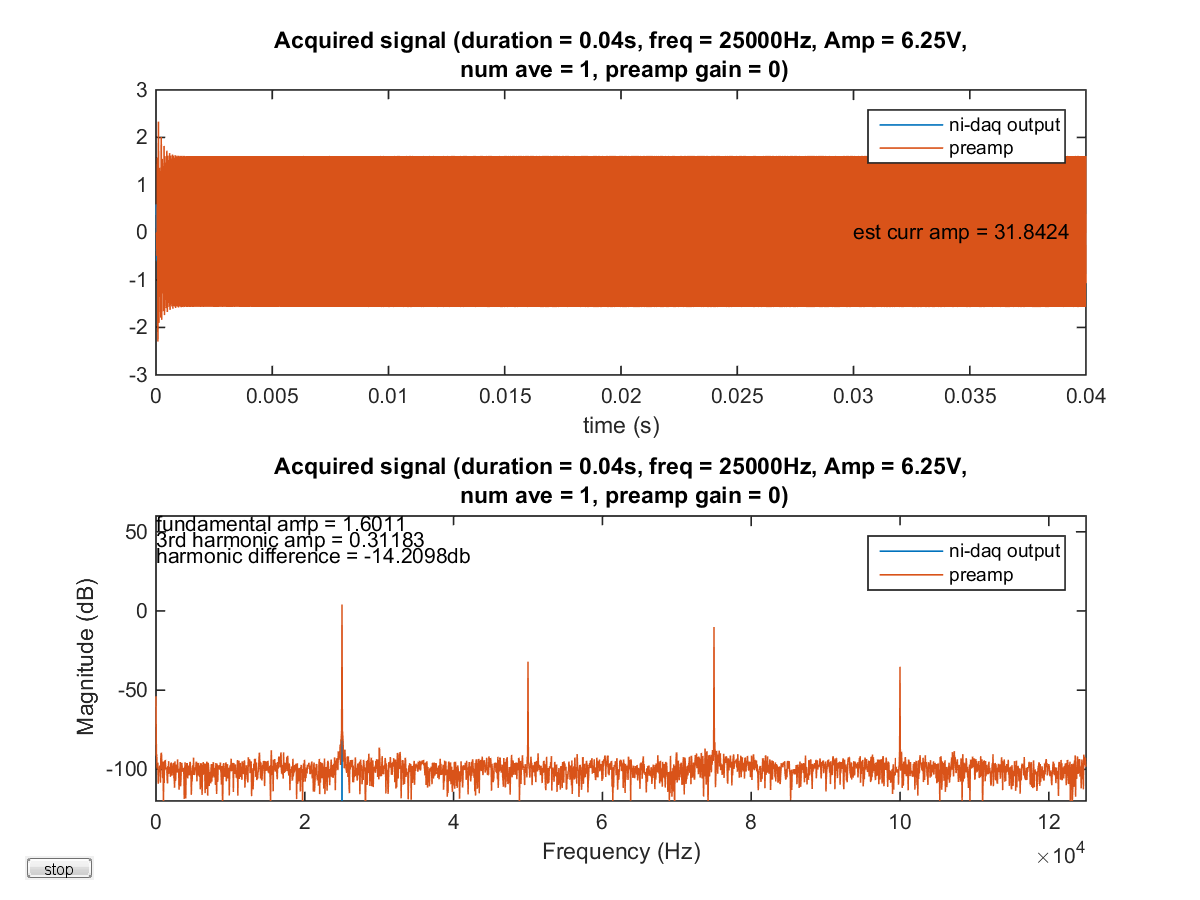 Acquired signal (duration = 0.04s, freq = 25000Hz, Amp = 6.25V,
num ave = 1, preamp gain = 0)
3
2
1
0
-1
-2
-3
ni-daq output
preamp
est curr amp = 31.8424
0 0.005 0.01 0.015 0.02 0.025 0.03 0.035 0.04
time (s)
Acquired signal (duration = 0.04s, freq = 25000Hz, Amp = 6.25V,
num ave = 1, preamp gain = 0)
fundamental amp = 1.6011
3rd harmonic amp = 0.31183
harmonic difference = -14.2098db
ni-daq output
preamp
Magnitude (dB)
50
0
-50
-100
0 2 4 6 8 10 12
×10⁴
Frequency (Hz)
stop